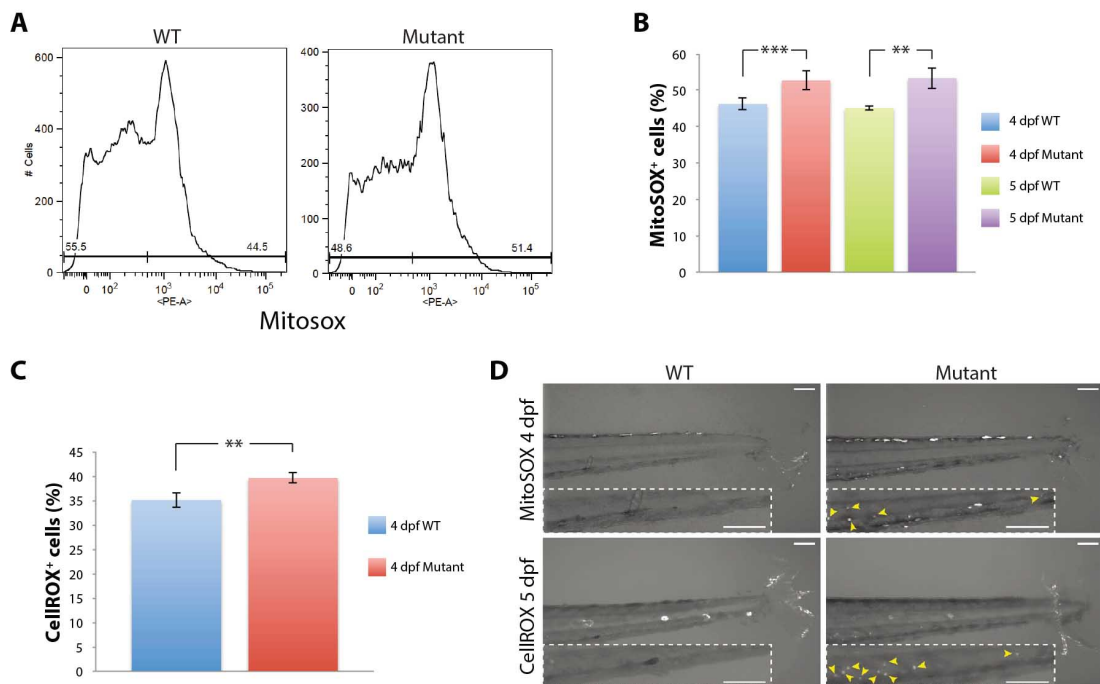 A
WT
Mutant
600
400
200
0
# Cells
55.5
44.5
0 10² 10³ 10⁴ 10⁵
<PE-A>
400
300
200
100
0
48.6
51.4
0 10² 10³ 10⁴ 10⁵
<PE-A>
Mitosox
B
MitoSOX⁺ cells (%)
60
50
40
50
20
10
0
***
**
4 dpf WT
4 dpf Mutant
5 dpf WT
5 dpf Mutant
C
CellROX⁺ cells (%)
45
40
35
30
25
20
15
10
5
0
**
4 dpf WT
4 dpf Mutant
D
WT
Mutant
MitoSOX 4 dpf
CellROX 5 dpf